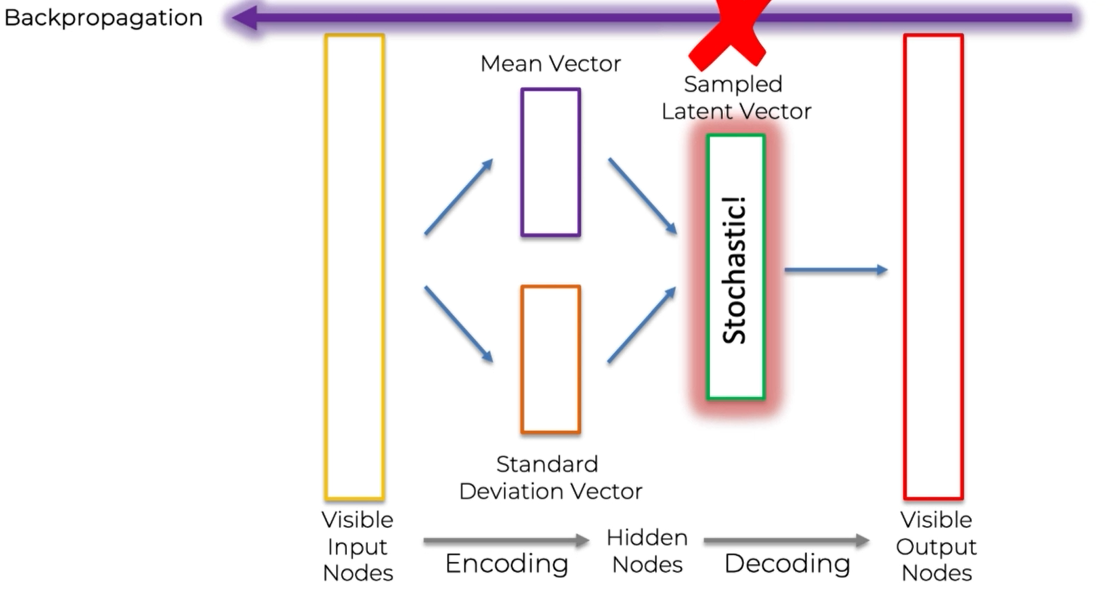 Backpropagation
Mean Vector
Sampled
Latent Vector
Stochastic!
Standard
Deviation Vector
Visible
Input
Nodes
Encoding
Hidden
Nodes
Decoding
Visible
Output
Nodes